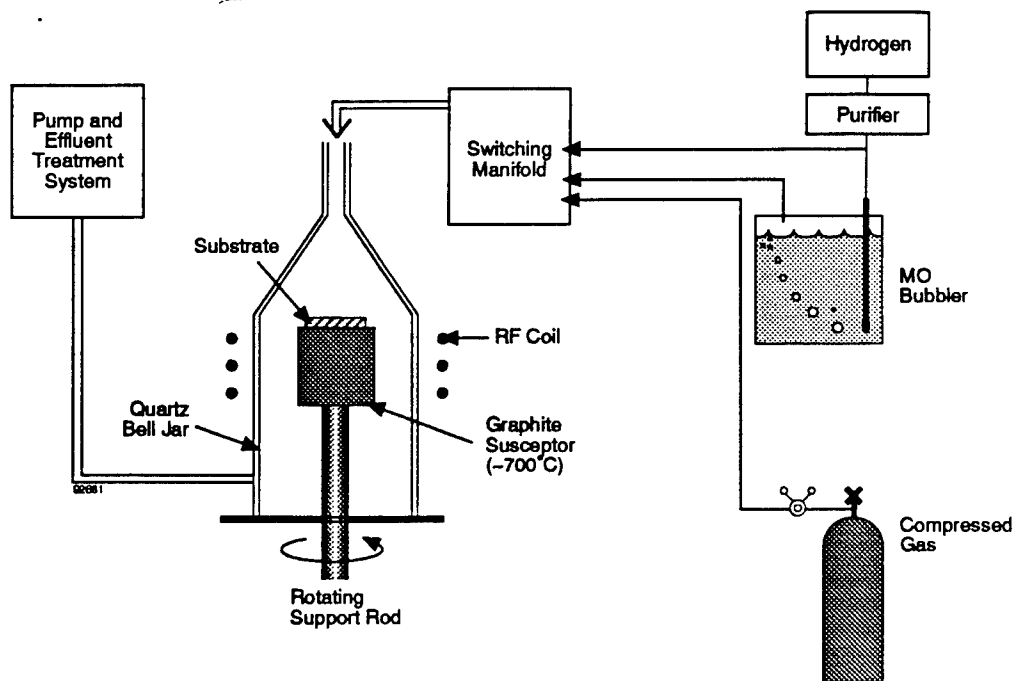 Hydrogen
Pump and
Effluent
Treatment
System
Purifier
Switching
Manifold
Substrate
MO
Bubbler
RF Coil
Quartz
Bell Jar
Graphite
Susceptor
(~700°C)
Compressed
Gas
Rotating
Support Rod